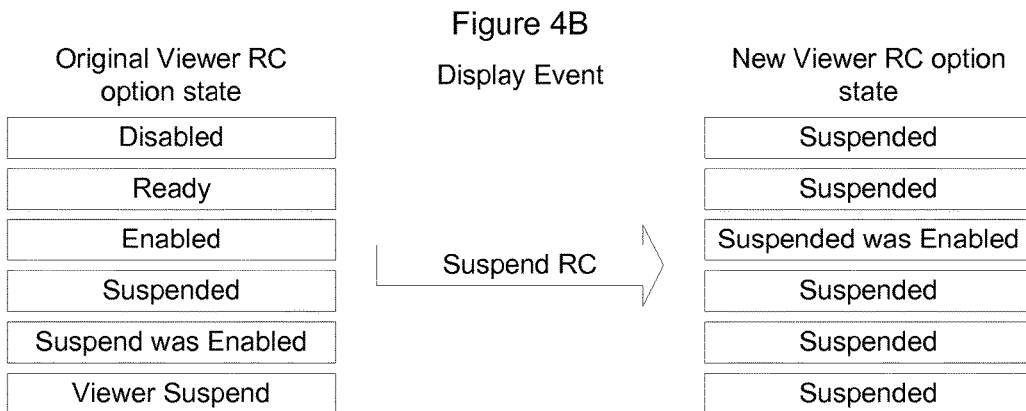 Figure 4B
Original Viewer RC
option state
Display Event
New Viewer RC option
state
Disabled
Suspended
Ready
Suspended
Enabled
Suspended was Enabled
Suspend RC
Suspended
Suspended
Suspend was Enabled
Suspended
Viewer Suspend
Suspended